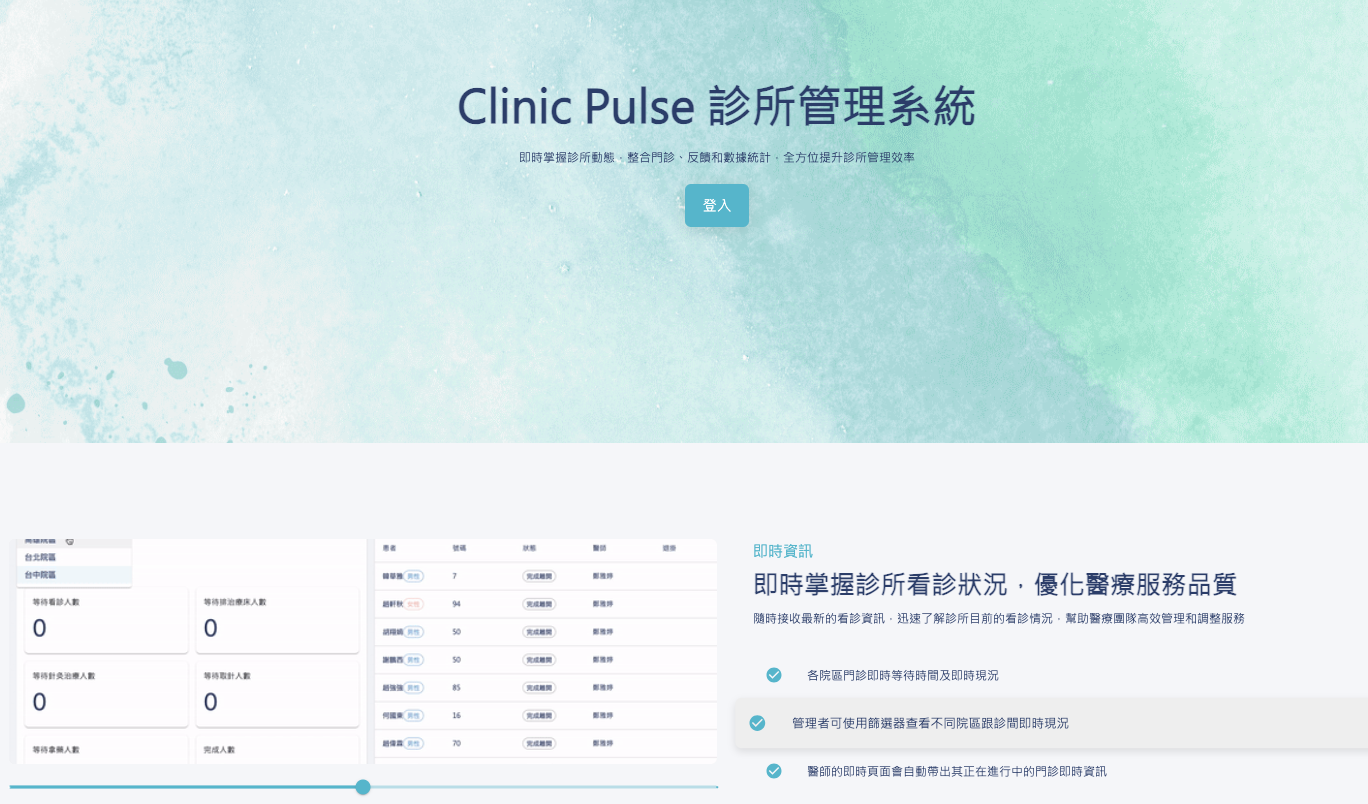 Clinic Pulse 診所管理系統
即時掌握診所動態，整合門診、反饋和數據統計，全方位提升診所管理效率
登入
高雄院區
台北院區
台中院區
等待看診人數
等待排治療床人數
0
0
等待針灸治療人數
等待取針人數
0
0
等待拿藥人數
完成人數
患者 號碼 狀態 醫師
男性 7 完成離開 鄭雅婷
趙軒秋 女性 94 完成離開 鄭雅婷
男性 50 完成離開 鄭雅婷
謝鵬西 男性 50 完成離開 鄭雅婷
趙強強 男性 85 完成離開 鄭雅婷
何國東 男性 16 完成離開 鄭雅婷
趙偉霖 男性 70 完成離開 鄭雅婷
即時資訊
即時掌握診所看診狀況，優化醫療服務品質
隨時接收最新的看診資訊，迅速了解診所目前的看診情況，幫助醫療團隊高效管理和調整服務
各院區門診即時等待時間及即時現況
管理者可使用篩選器查看不同院區跟診間即時現況
醫師的即時頁面會自動帶出其正在進行中的門診即時資訊